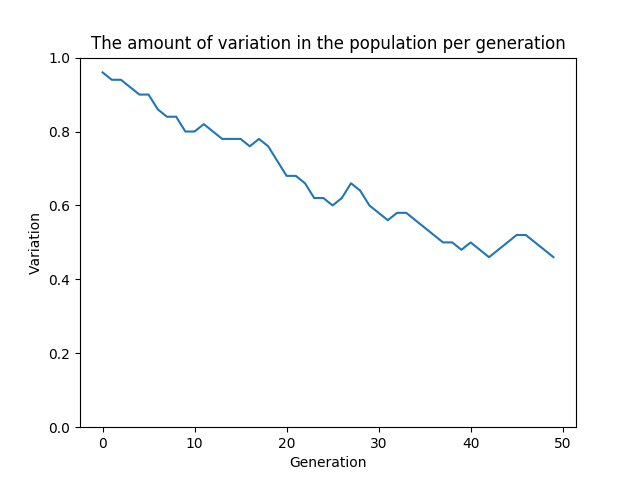 The amount of variation in the population per generation
1.0
0.8
0.6
0.4
0.2
0.0
Variation
0 10 20 30 40 50
Generation